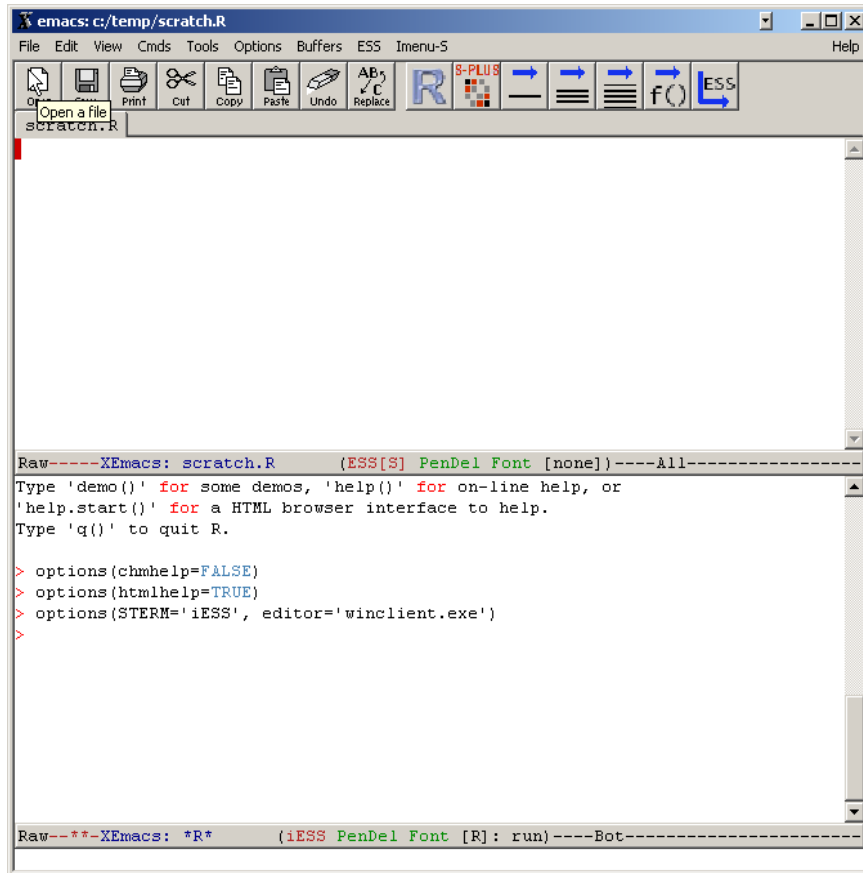 emacs: c:/temp/scratch.R
File Edit View Cmds Tools Options Buffers ESS Imenu-S Help
Print Cut Copy Paste Undo AB C Replace R S-PLUS f() ESS
Open a file
scratch.R
Raw-----XEmacs: scratch.R (ESS[S] PenDel Font [none])----All------------------
Type 'demo()' for some demos, 'help()' for on-line help, or
'help.start()' for a HTML browser interface to help.
Type 'q()' to quit R.
> options(chmhelp=FALSE)
> options(htmlhelp=TRUE)
> options(STERM='iESS', editor='winclient.exe')
>
Raw--**-XEmacs: *R* (iESS PenDel Font [R]: run)----Bot------------------------